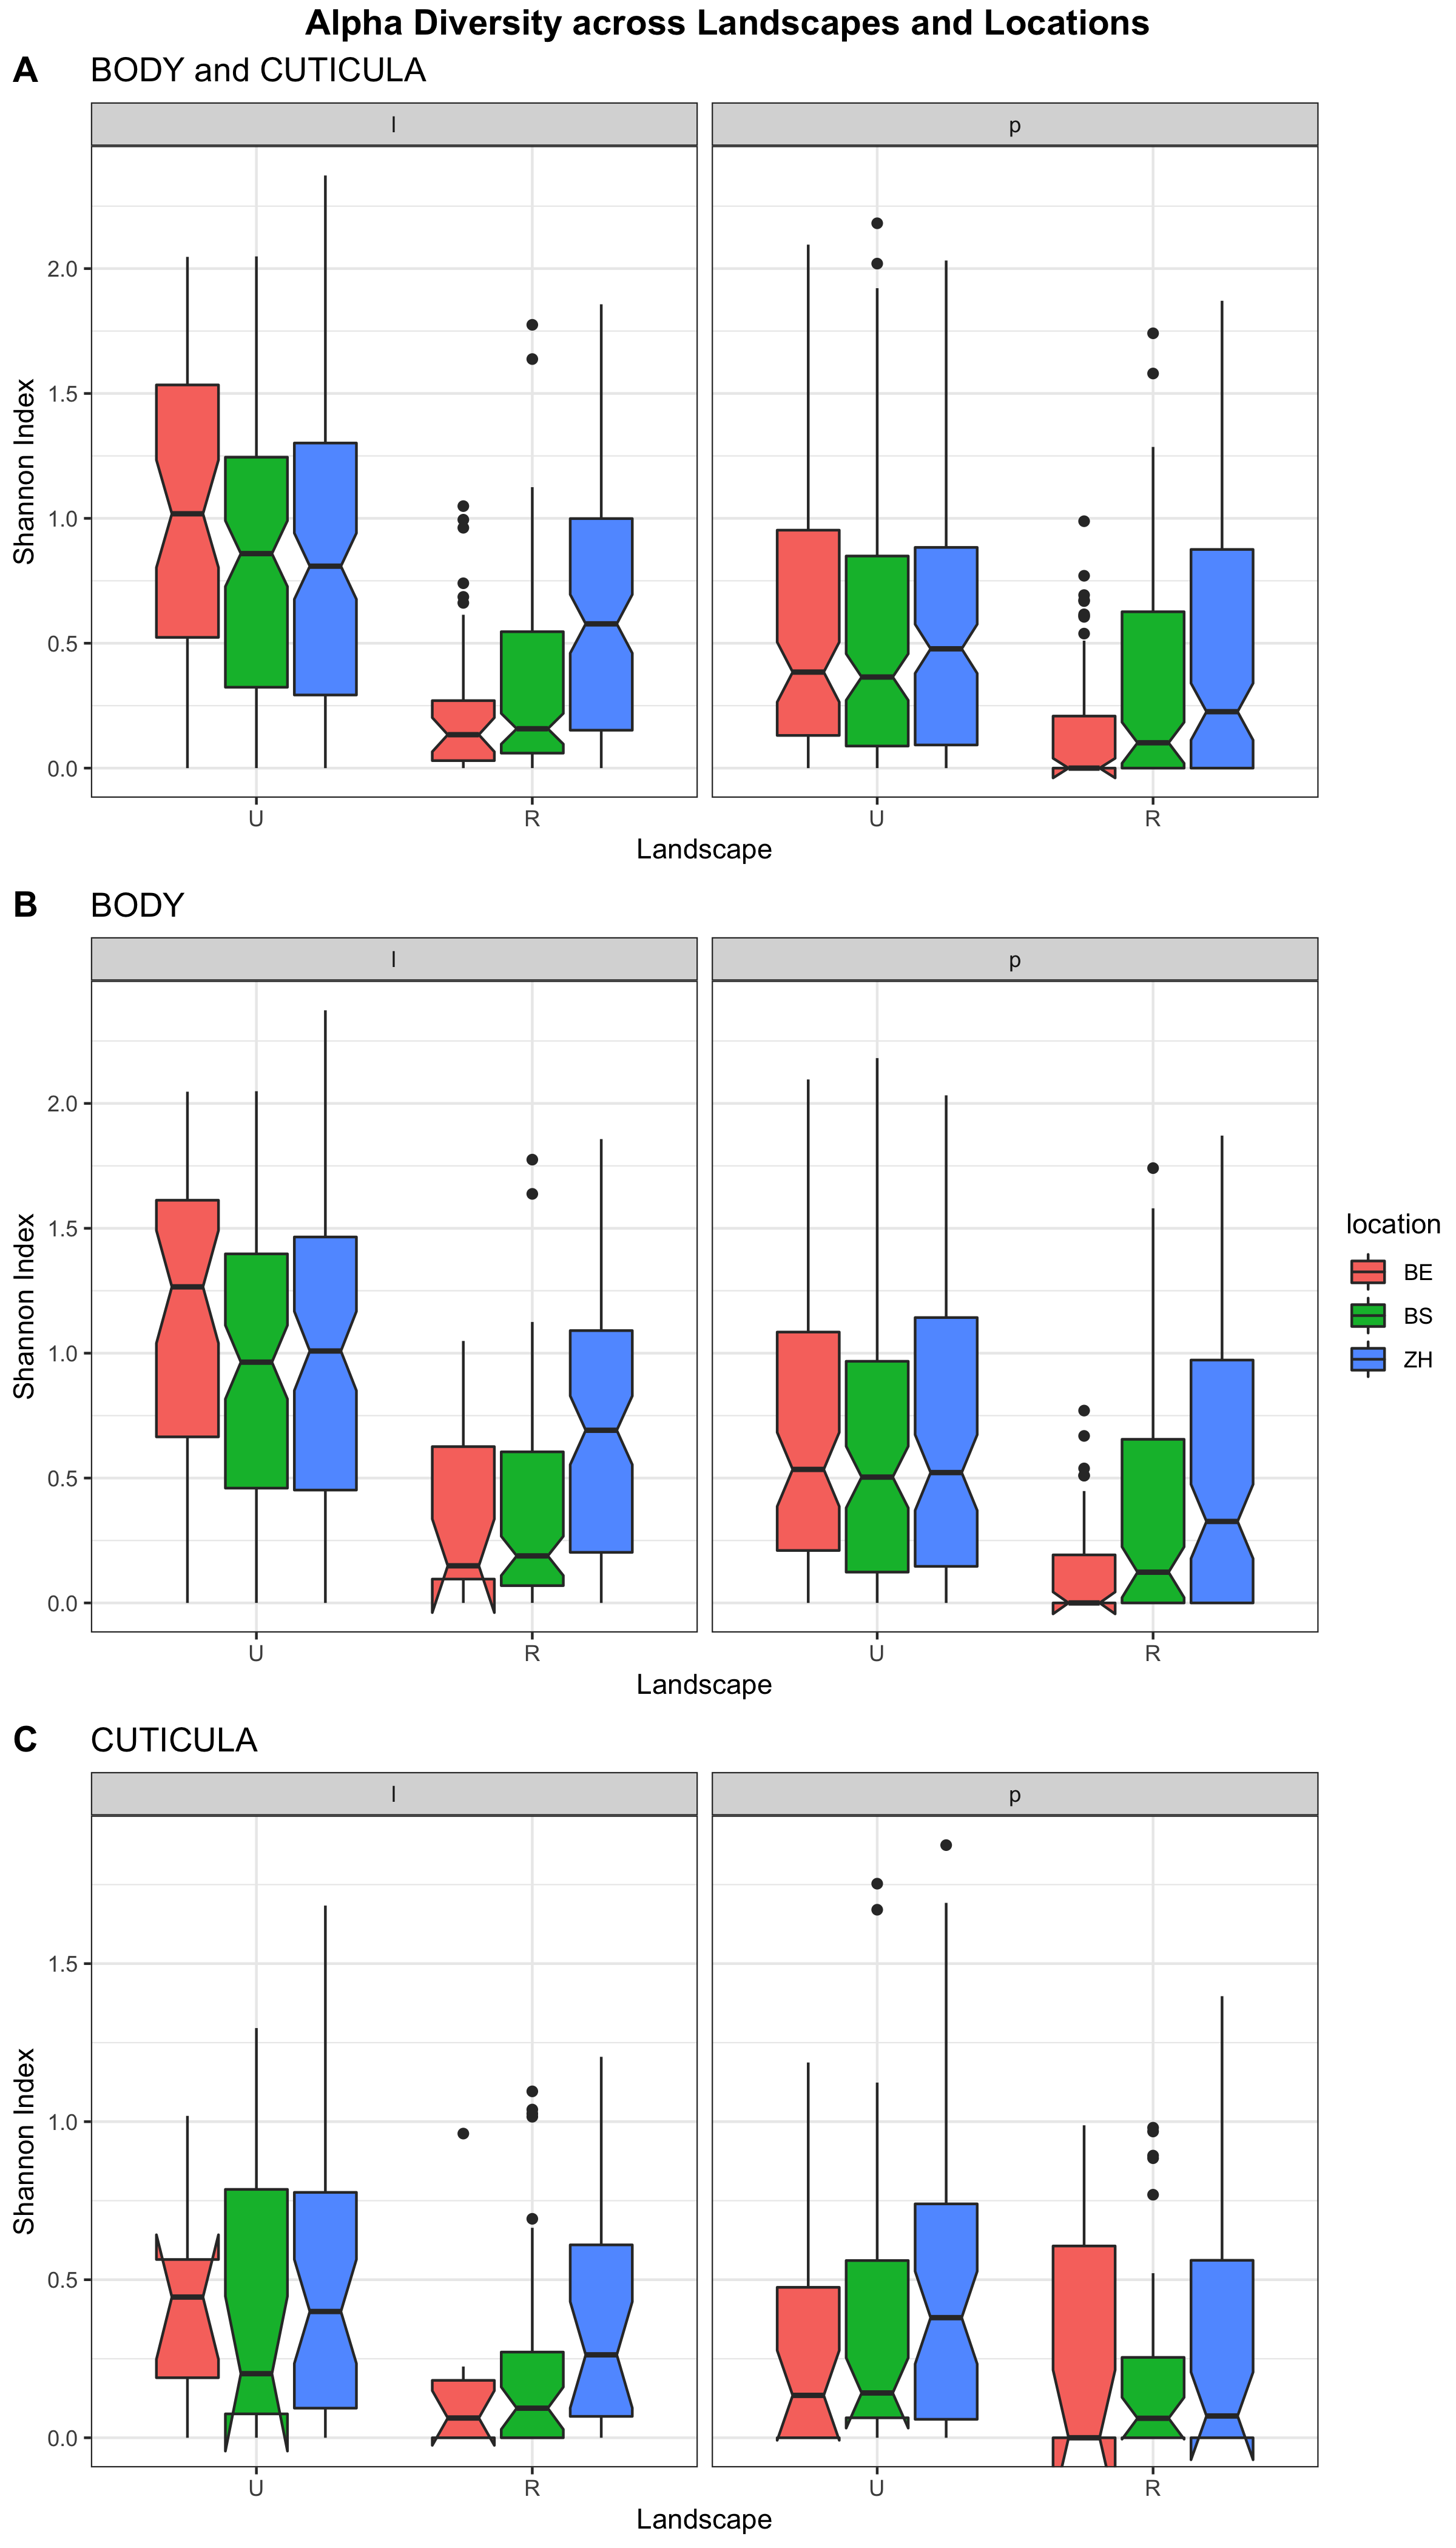 Alpha Diversity across Landscapes and Locations
A BODY and CUTICULA
l p
Shannon Index
2.0
1.5
1.0
0.5
0.0
U R U R
Landscape
B BODY
l p
Shannon Index
2.0
1.5
1.0
0.5
0.0
U R U R
Landscape
location
BE
BS
ZH
C CUTICULA
l p
Shannon Index
1.5
1.0
0.5
0.0
U R U R
Landscape